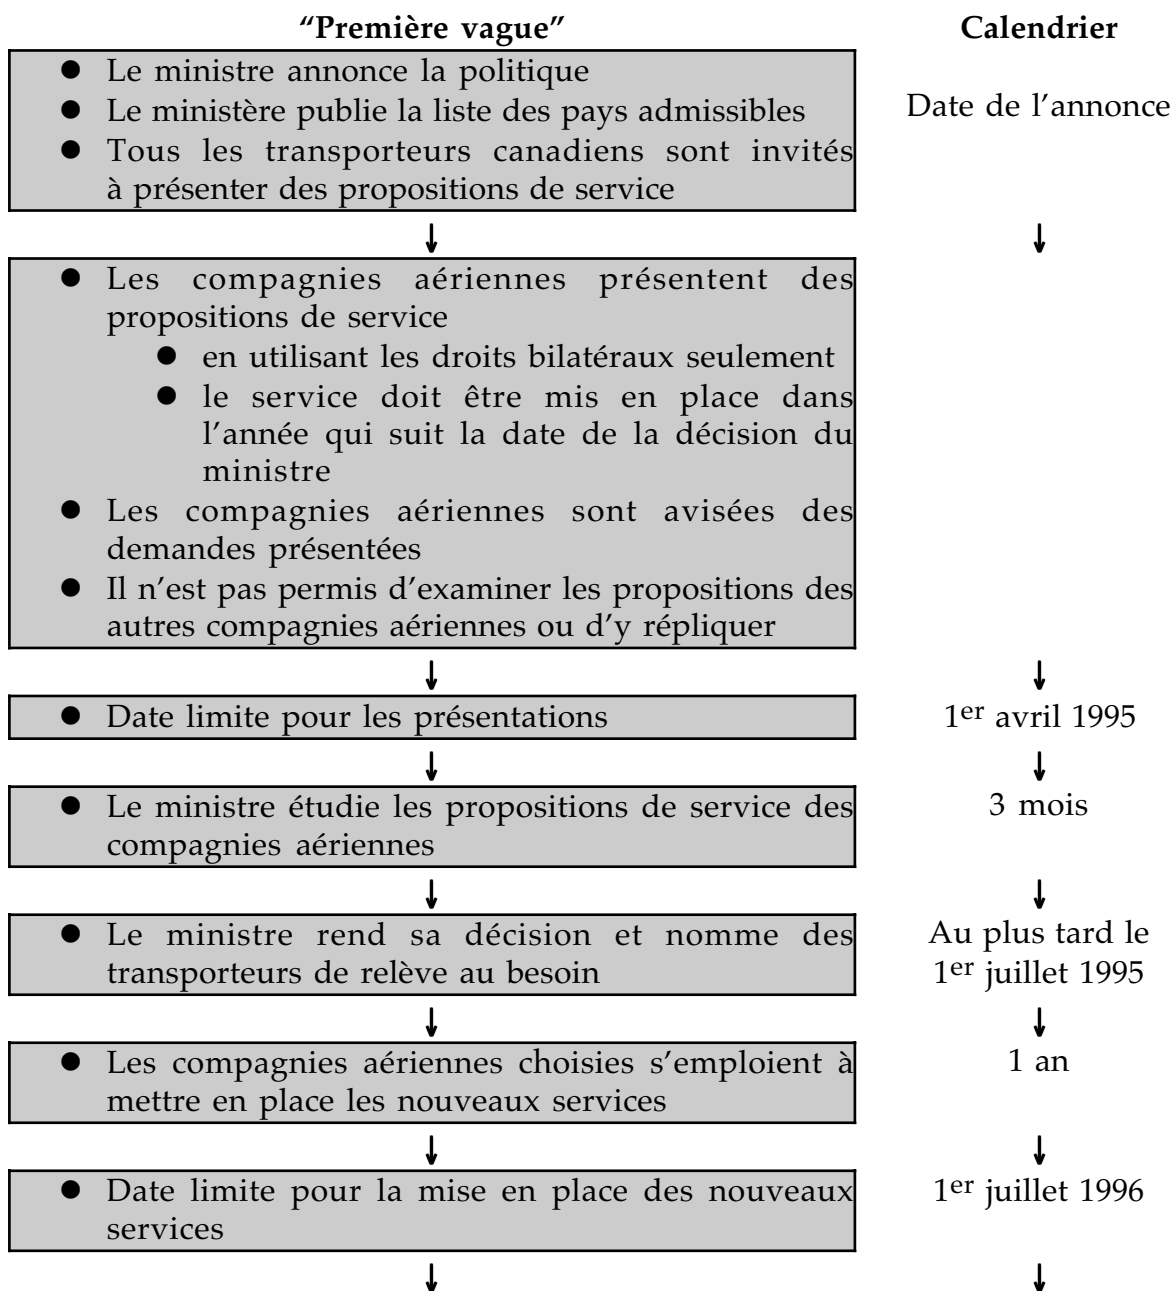 “Première vague” Calendrier
● Le ministre annonce la politique
● Le ministère publie la liste des pays admissibles
Date de l’annonce
● Tous les transporteurs canadiens sont invités
à présenter des propositions de service
● Les compagnies aériennes présentent des
propositions de service
● en utilisant les droits bilatéraux seulement
● le service doit être mis en place dans
l’année qui suit la date de la décision du
ministre
● Les compagnies aériennes sont avisées des
demandes présentées
● Il n’est pas permis d’examiner les propositions des
autres compagnies aériennes ou d’y répliquer
● Date limite pour les présentations
1er avril 1995
● Le ministre étudie les propositions de service des
compagnies aériennes
3 mois
● Le ministre rend sa décision et nomme des
transporteurs de relève au besoin
Au plus tard le
1er juillet 1995
● Les compagnies aériennes choisies s’emploient à
mettre en place les nouveaux services
1 an
● Date limite pour la mise en place des nouveaux
services
1er juillet 1996